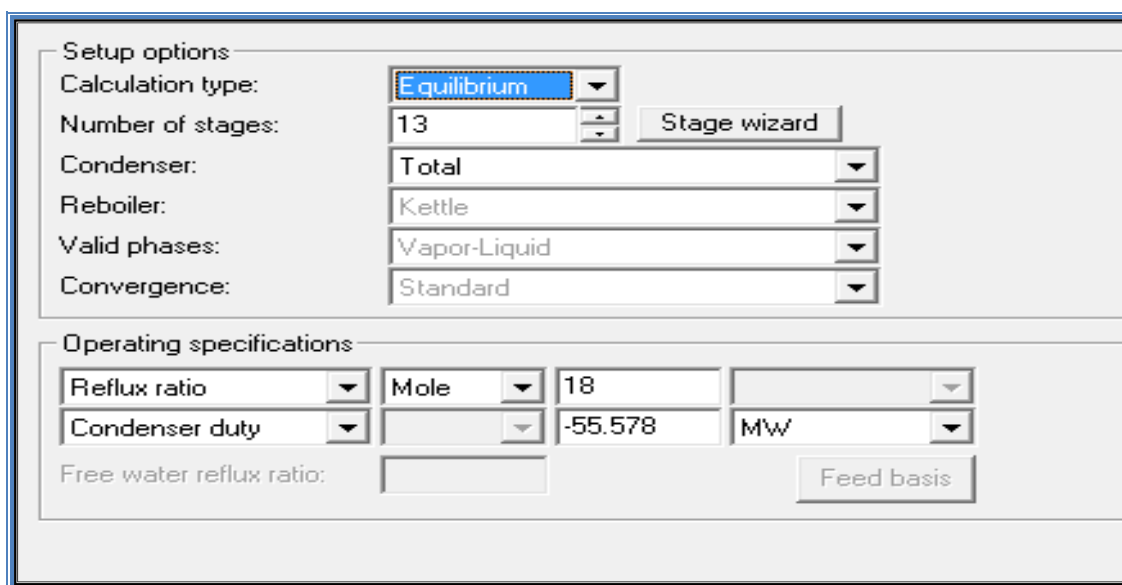 Setup options
Calculation type: Equilibrium
Number of stages: 13 Stage wizard
Condenser: Total
Reboiler: Kettle
Valid phases: Vapor-Liquid
Convergence: Standard
Operating specifications
Reflux ratio Mole 18
Condenser duty -55.578 MW
Free water reflux ratio: Feed basis